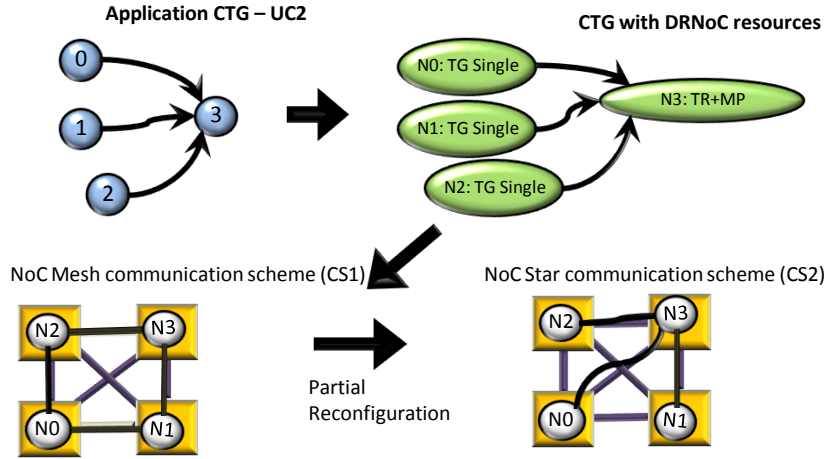 Application CTG – UC2
CTG with DRNoC resources
0
1
2
3
N0: TG Single
N1: TG Single
N2: TG Single
N3: TR+MP
NoC Mesh communication scheme (CS1)
NoC Star communication scheme (CS2)
N2
N3
N0
N1
Partial
Reconfiguration
N2
N3
N0
N1